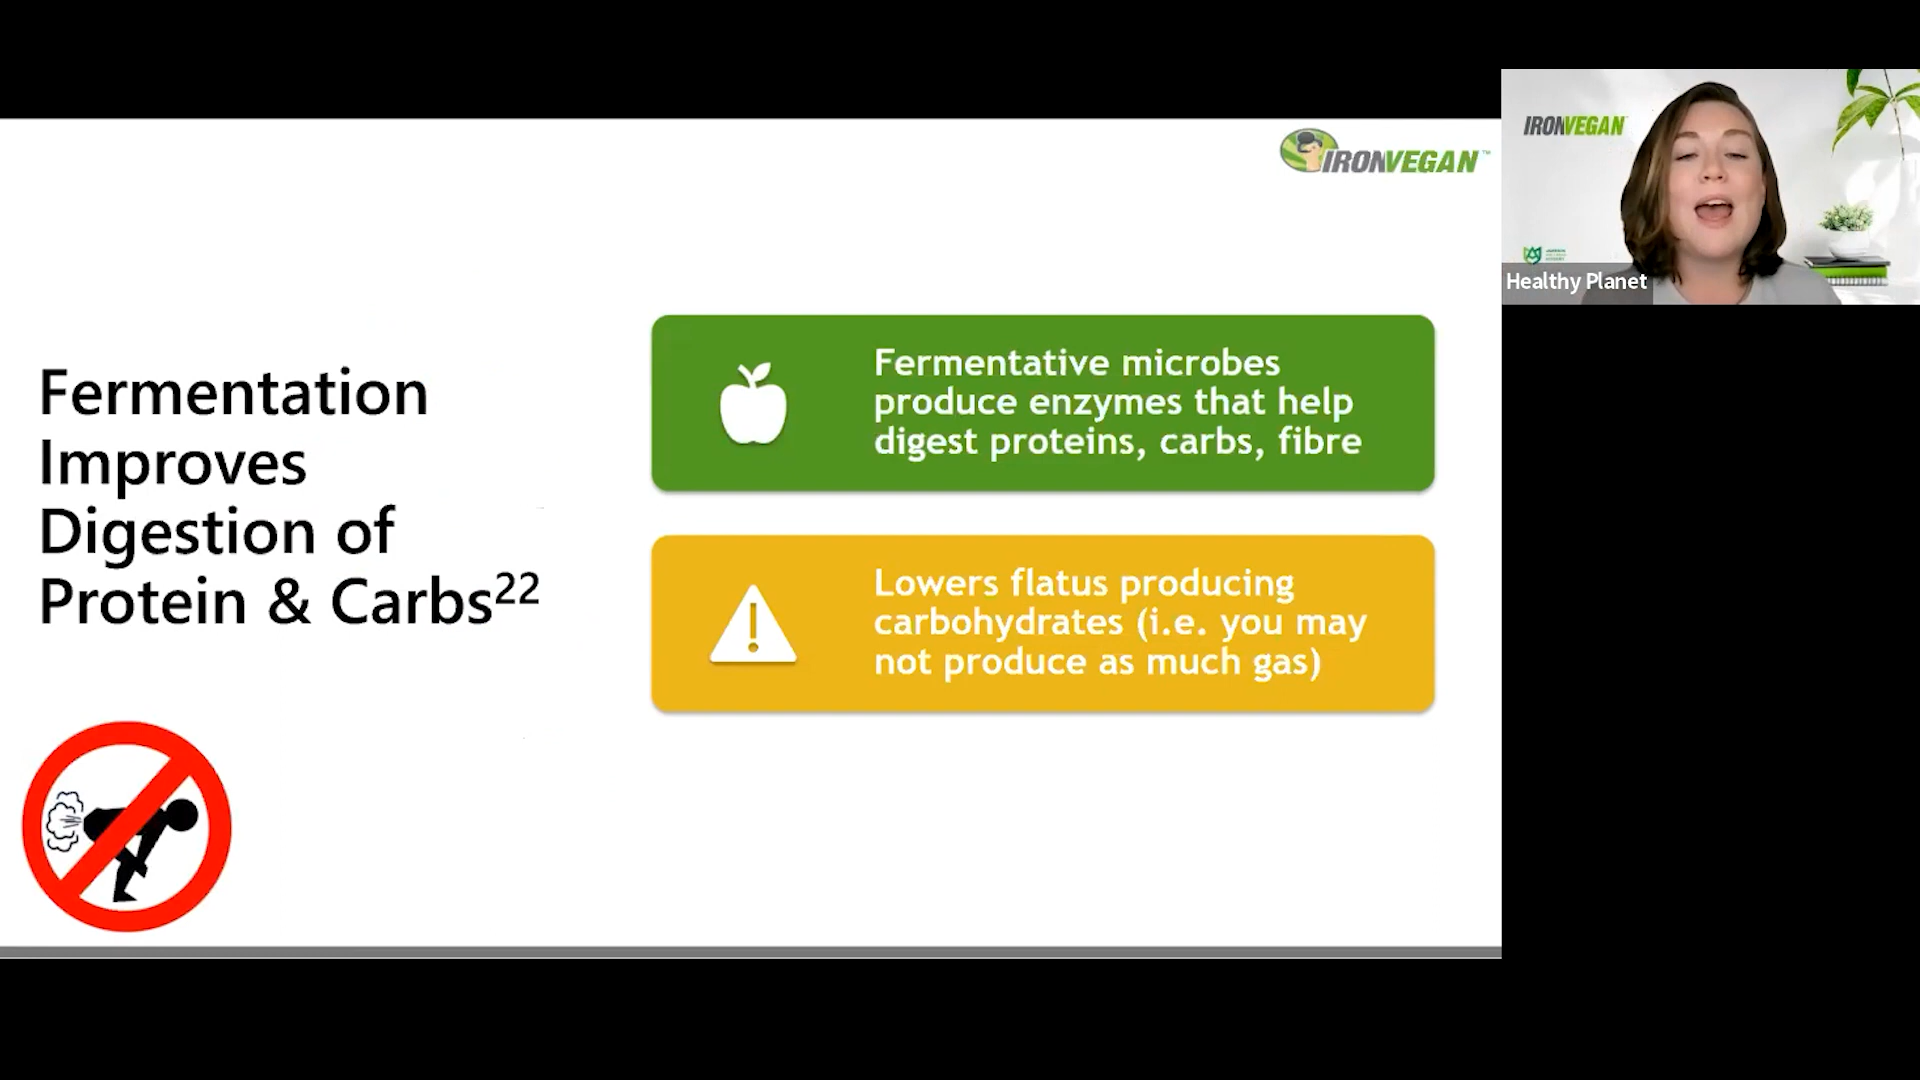 IRONVEGAN™
Fermentation
Improves
Digestion of
Protein & Carbs22
Fermentative microbes
produce enzymes that help
digest proteins, carbs, fibre
Lowers flatus producing
carbohydrates (i.e. you may
not produce as much gas)
IRONVEGAN
Healthy Planet